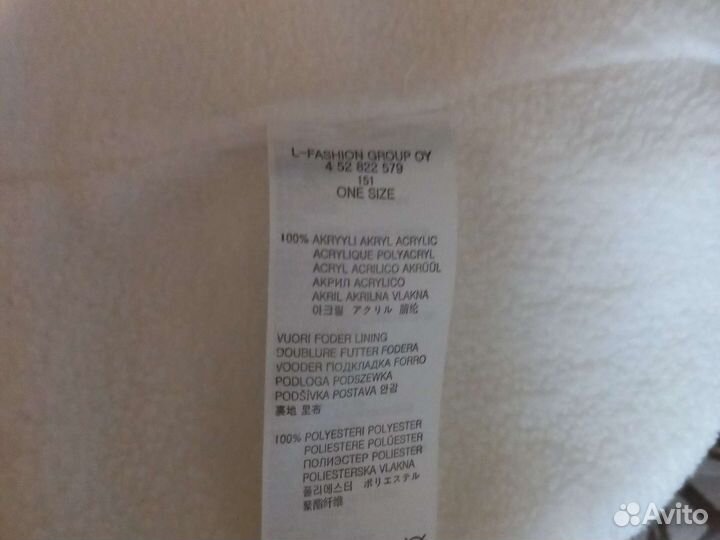 L-FASHION GROUP OY
4 52 822 579
151
ONE SIZE
100% AKRYYLI AKRYL ACRYLIC
ACRYLIQUE POLYACRYL
ACRYL ACRILICO AKRÜÜL
АКРИЛ ACRYLICO
AKRIL AKRILNA VLAKNA
아크릴 アクリル 腈纶
VUORI FODER LINING
DOUBLURE FUTTER FODERA
VOODER ПОДКЛАДКА FORRO
PODLOGA PODSZEWKA
PODŠÍVKA POSTAVA 안감
裏地 里布
100% POLYESTERI POLYESTER
POLIESTERE POLÜESTER
ПОЛИЭСТЕР POLIESTER
POLIESTERSKA VLAKNA
폴리에스터 ポリエステル
聚酯纤维
Avito